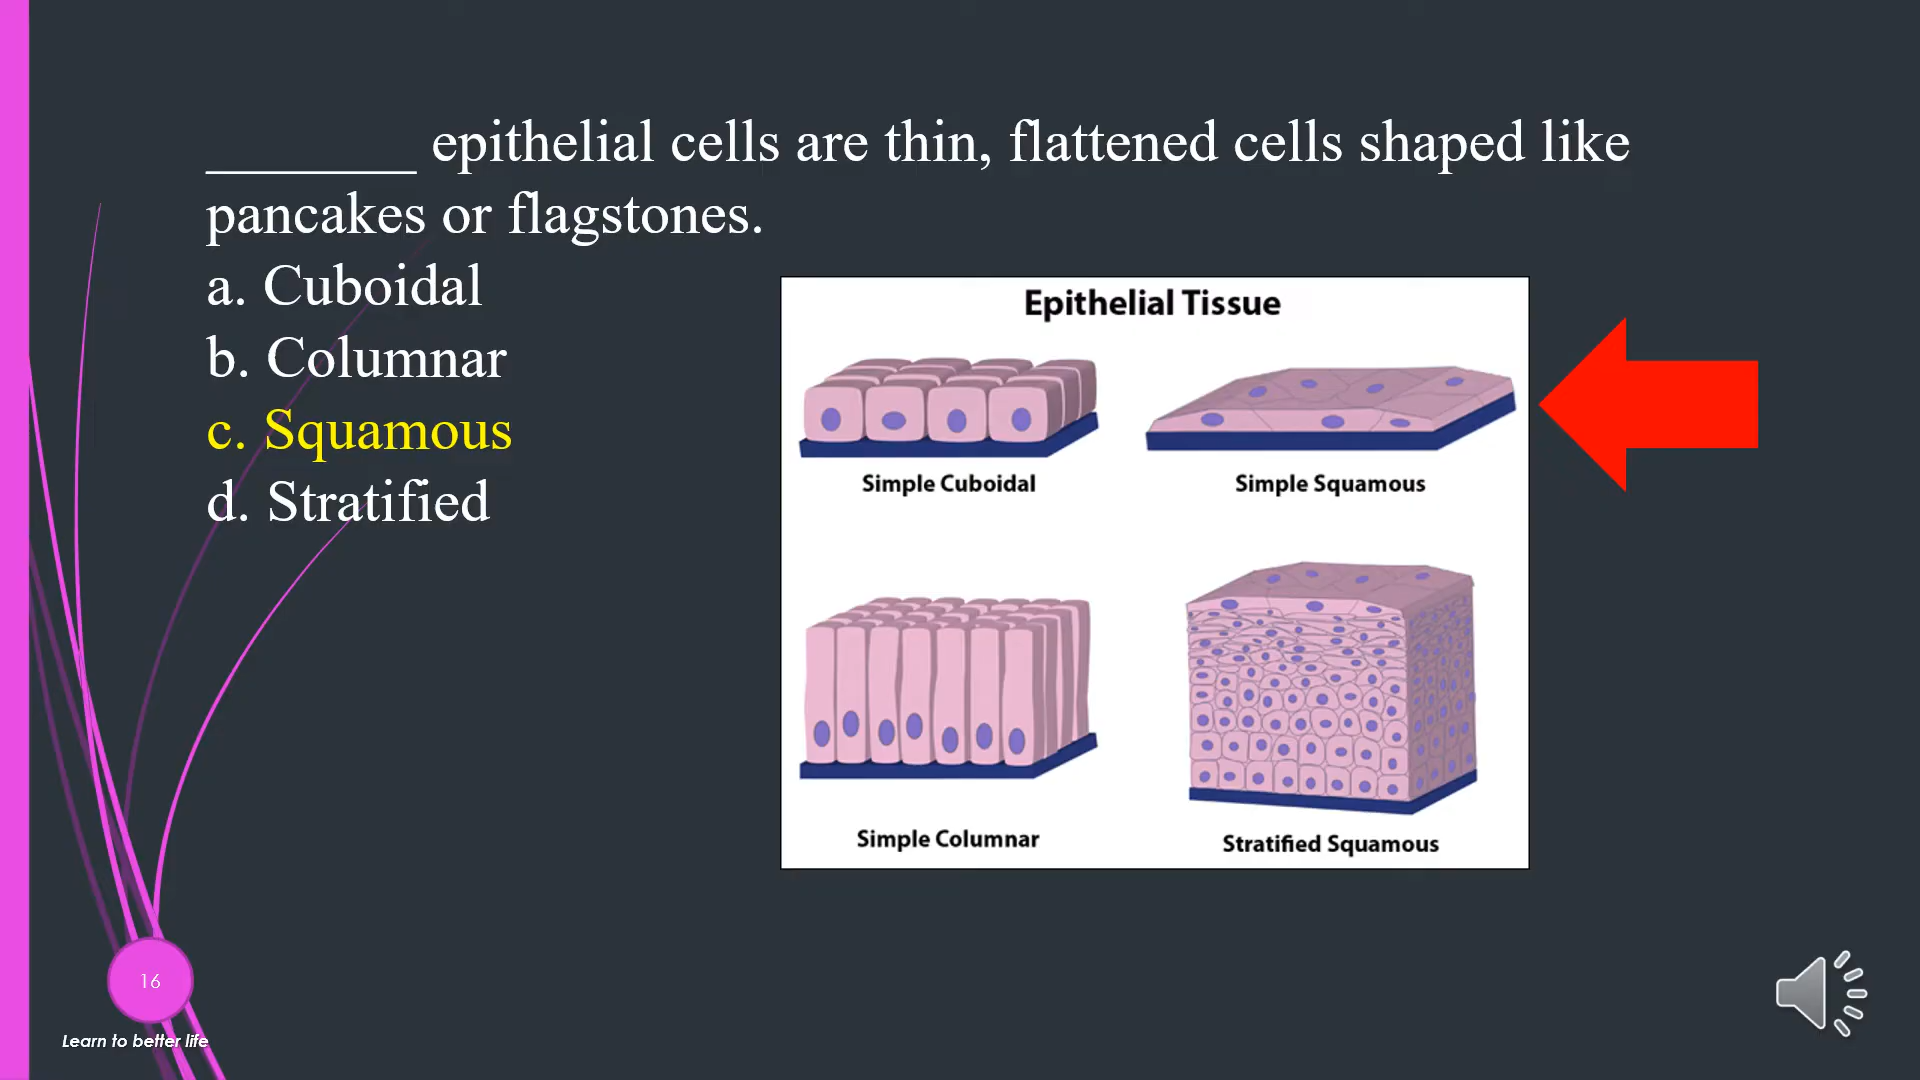 _______ epithelial cells are thin, flattened cells shaped like
pancakes or flagstones.
a. Cuboidal
b. Columnar
c. Squamous
d. Stratified
Epithelial Tissue
Simple Cuboidal
Simple Squamous
Simple Columnar
Stratified Squamous
16
Learn to better life